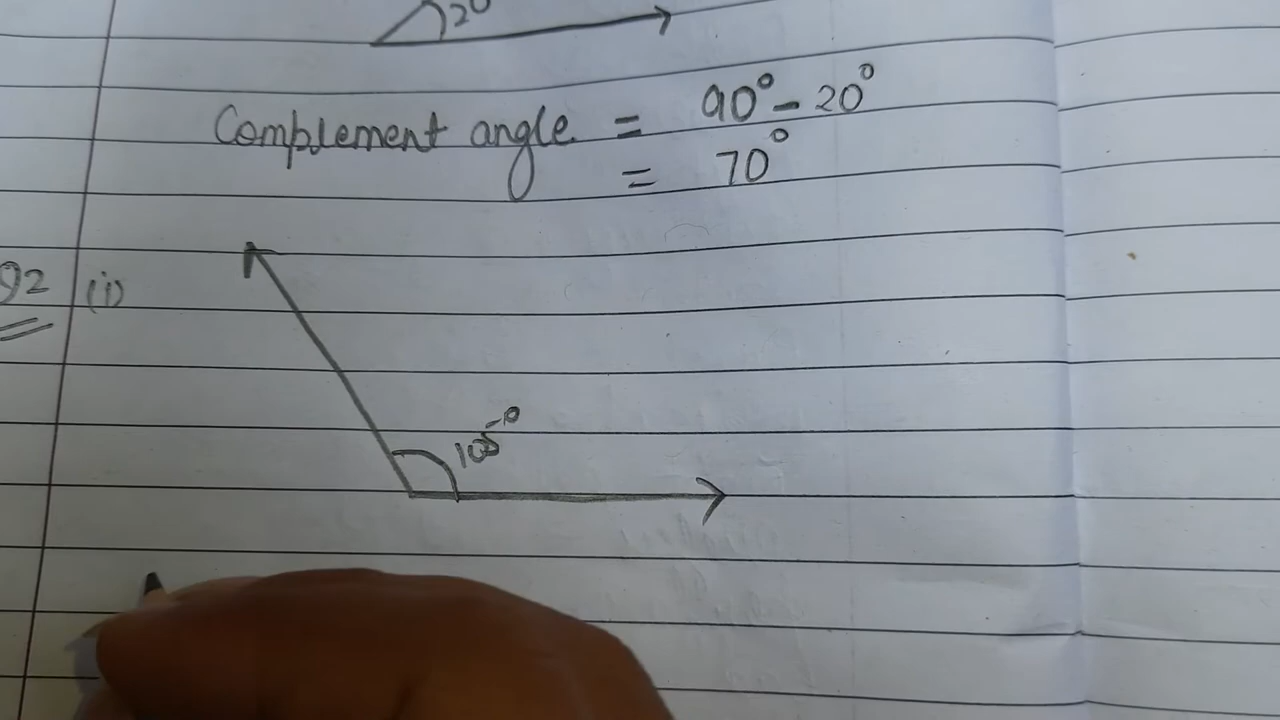 20
Complement angle = 90° - 20°
= 70°
Q2 (i)
105°